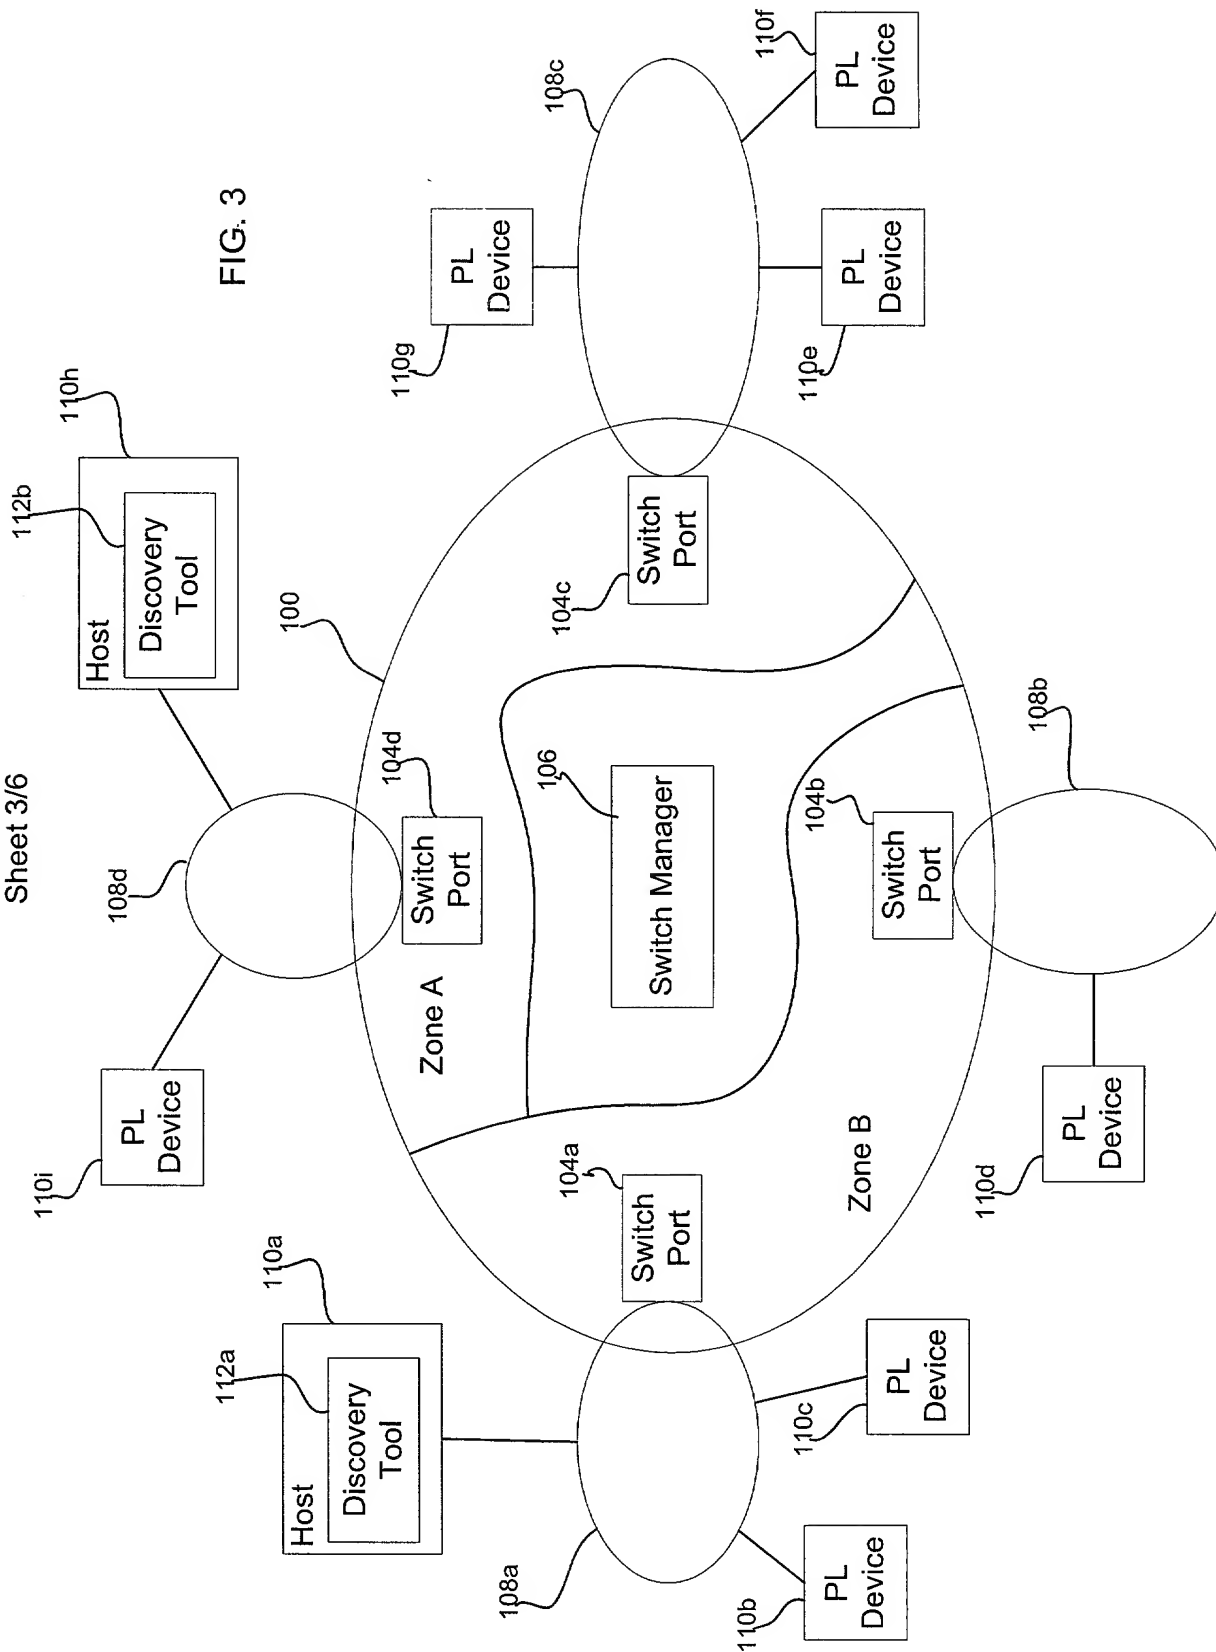 Sheet 3/6
FIG. 3
110i
PL
Device
108d
112b
110h
Host
Discovery
Tool
100
110a
112a
Host
Discovery
Tool
Zone A
104d
Switch
Port
110g
PL
Device
108c
110f
PL
Device
104a
Switch
Port
106
Switch Manager
104c
Switch
Port
110e
PL
Device
108a
110b
PL
Device
110c
PL
Device
Zone B
104b
Switch
Port
108b
110d
PL
Device